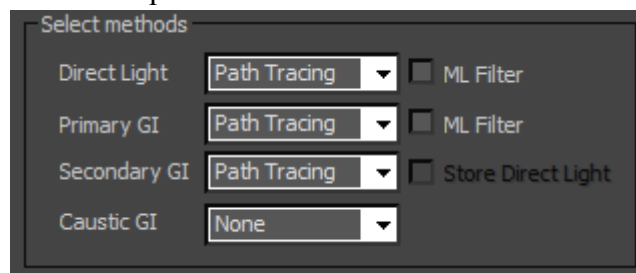 Select methods
Direct Light Path Tracing ML Filter
Primary GI Path Tracing ML Filter
Secondary GI Path Tracing Store Direct Light
Caustic GI None